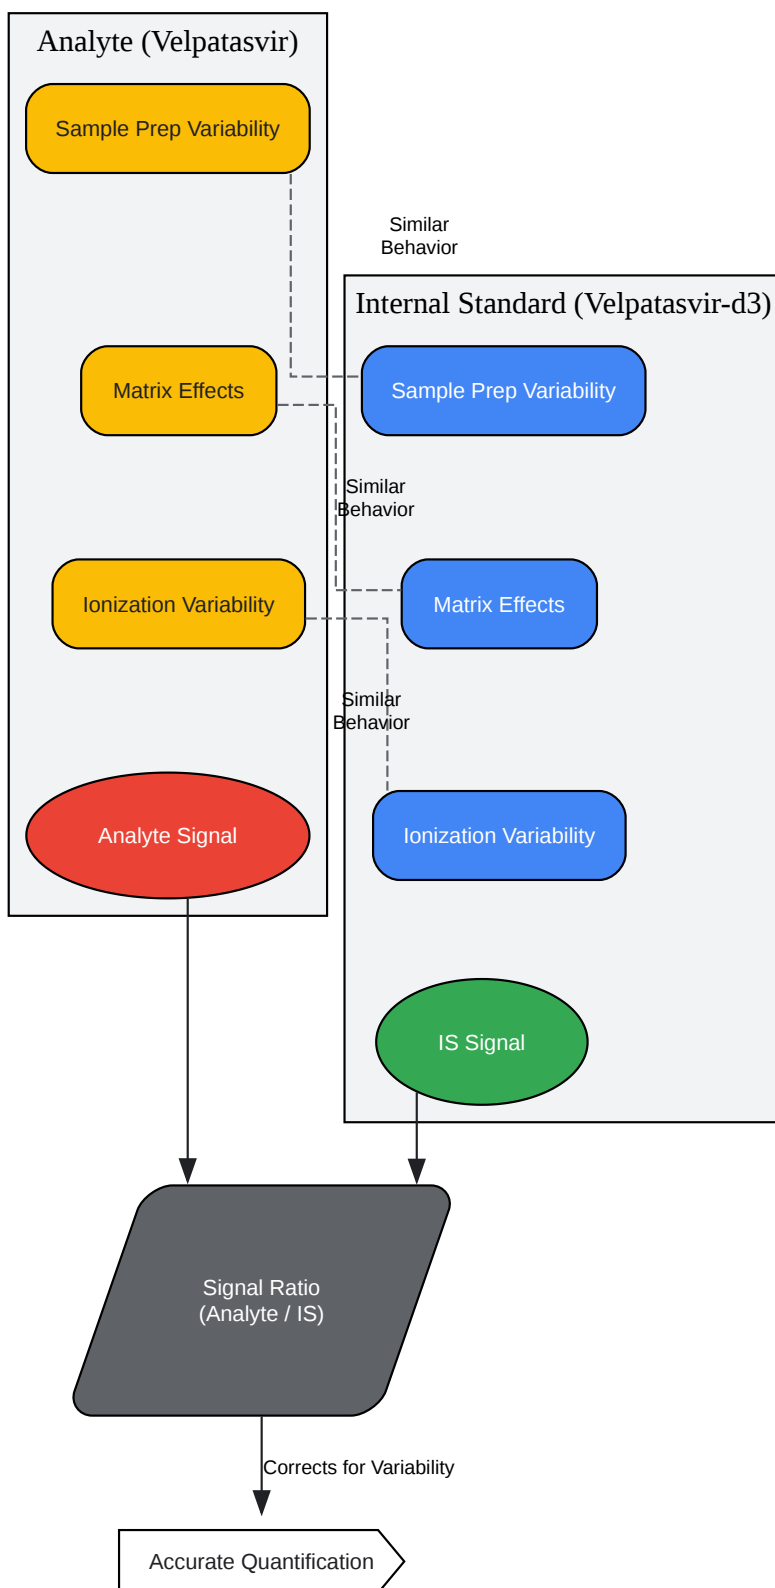 Analyte (Velpatasvir)
Sample Prep Variability
Similar
Behavior
Internal Standard (Velpatasvir-d3)
Matrix Effects
Sample Prep Variability
Similar
Behavior
Ionization Variability
Matrix Effects
Similar
Behavior
Analyte Signal
Ionization Variability
IS Signal
Signal Ratio
(Analyte / IS)
Corrects for Variability
Accurate Quantification